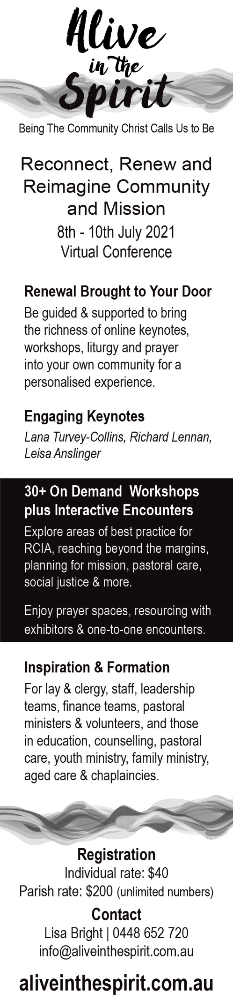 Alive
in the
Spirit
Being The Community Christ Calls Us to Be
Reconnect, Renew and
Reimagine Community
and Mission
8th - 10th July 2021
Virtual Conference
Renewal Brought to Your Door
Be guided & supported to bring
the richness of online keynotes,
workshops, liturgy and prayer
into your own community for a
personalised experience.
Engaging Keynotes
Lana Turvey-Collins, Richard Lennan,
Leisa Anslinger
30+ On Demand  Workshops
plus Interactive Encounters
Explore areas of best practice for
RCIA, reaching beyond the margins,
planning for mission, pastoral care,
social justice & more.
Enjoy prayer spaces, resourcing with
exhibitors & one-to-one encounters.
Inspiration & Formation
For lay & clergy, staff, leadership
teams, finance teams, pastoral
ministers & volunteers, and those
in education, counselling, pastoral
care, youth ministry, family ministry,
aged care & chaplaincies.
Registration
Individual rate: $40
Parish rate: $200 (unlimited numbers)
Contact
Lisa Bright | 0448 652 720
info@aliveinthespirit.com.au
aliveinthespirit.com.au